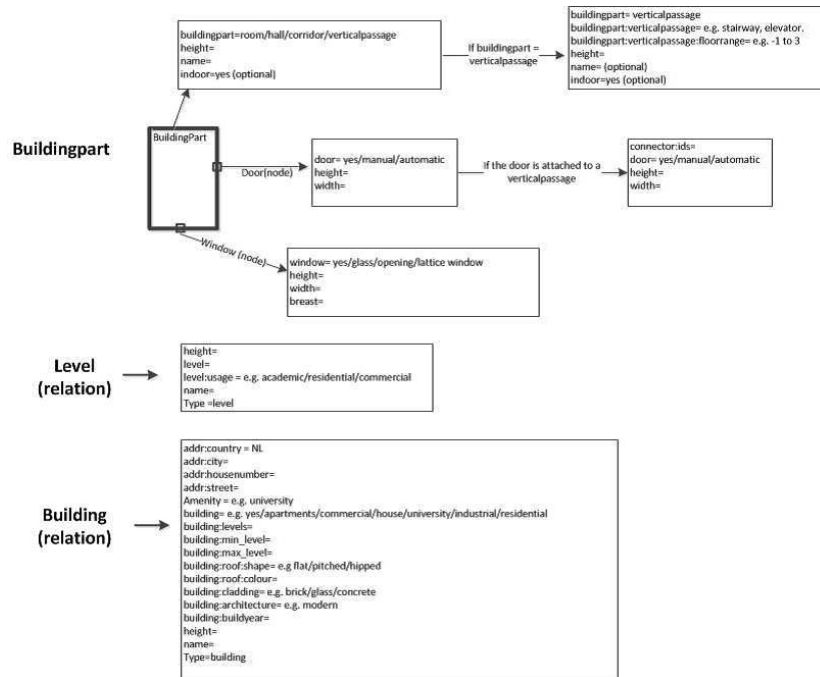 buildingpart=room/hall/corridor/verticalpassage
height=
name=
indoor=yes (optional)
If buildingpart =
verticalpassage
buildingpart= verticalpassage
buildingpart:verticalpassage= e.g. stairway, elevator.
buildingpart:verticalpassage:floorrange= e.g. -1 to 3
height=
name= (optional)
indoor=yes (optional)
Buildingpart
BuildingPart
Door(node)
door= yes/manual/automatic
height=
width=
If the door is attached to a
verticalpassage
connector:ids=
door= yes/manual/automatic
height=
width=
Window (node)
window= yes/glass/opening/lattice window
height=
width=
breast=
Level
(relation)
height=
level=
level:usage = e.g. academic/residential/commercial
name=
Type =level
Building
(relation)
addr:country = NL
addr:city=
addr:housenumber=
addr:street=
Amenity = e.g. university
building= e.g. yes/apartments/commercial/house/university/industrial/residential
building:levels=
building:min_level=
building:max_level=
building:roof:shape= e.g flat/pitched/hipped
building:roof:colour=
building:cladding= e.g. brick/glass/concrete
building:architecture= e.g. modern
building:buildyear=
height=
name=
Type=building